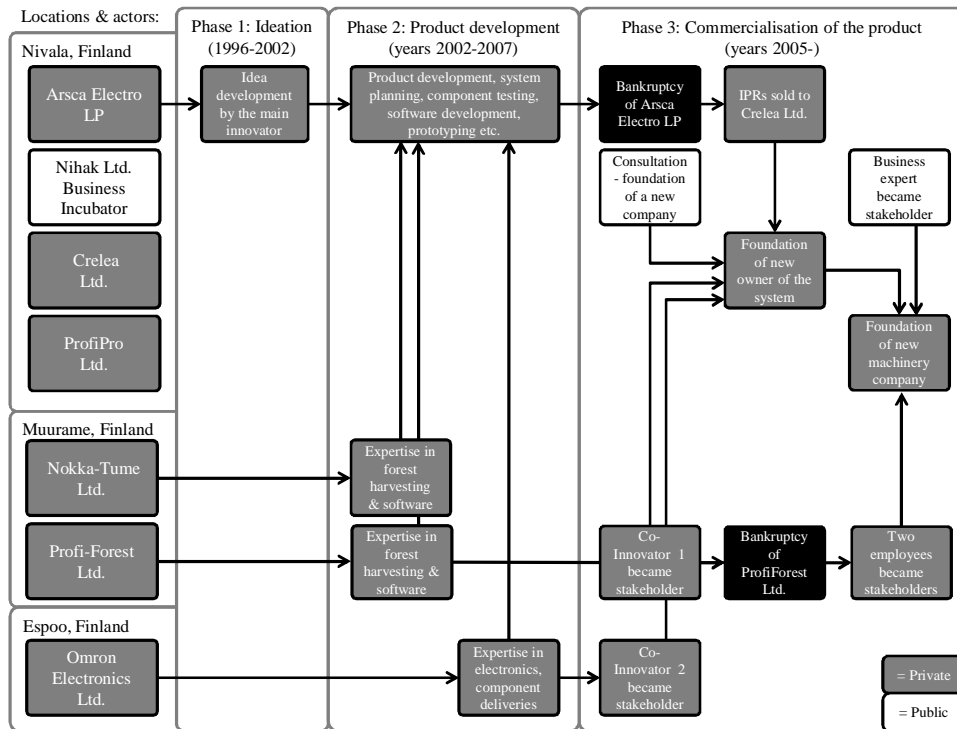 Locations & actors:
Nivala, Finland
Arsca Electro
LP
Nihak Ltd.
Business
Incubator
Crelea
Ltd.
ProfiPro
Ltd.
Muurame, Finland
Nokka-Tume
Ltd.
Profi-Forest
Ltd.
Espoo, Finland
Omron
Electronics
Ltd.
Phase 1: Ideation
(1996-2002)
Idea
development
by the main
innovator
Phase 2: Product development
(years 2002-2007)
Product development, system
planning, component testing,
software development,
prototyping etc.
Expertise in
forest
harvesting
& software
Expertise in
forest
harvesting &
software
Expertise in
electronics,
component
deliveries
Phase 3: Commercialisation of the product
(years 2005-)
Bankruptcy
of Arsca
Electro LP
IPRs sold to
Crelea Ltd.
Consultation
- foundation
of a new
company
Business
expert
became
stakeholder
Foundation
of new
owner of the
system
Foundation
of new
machinery
company
Co-
Innovator 1
became
stakeholder
Bankruptcy
of
ProfiForest
Ltd.
Two
employees
became
stakeholders
Co-
Innovator 2
became
stakeholder
= Private
= Public